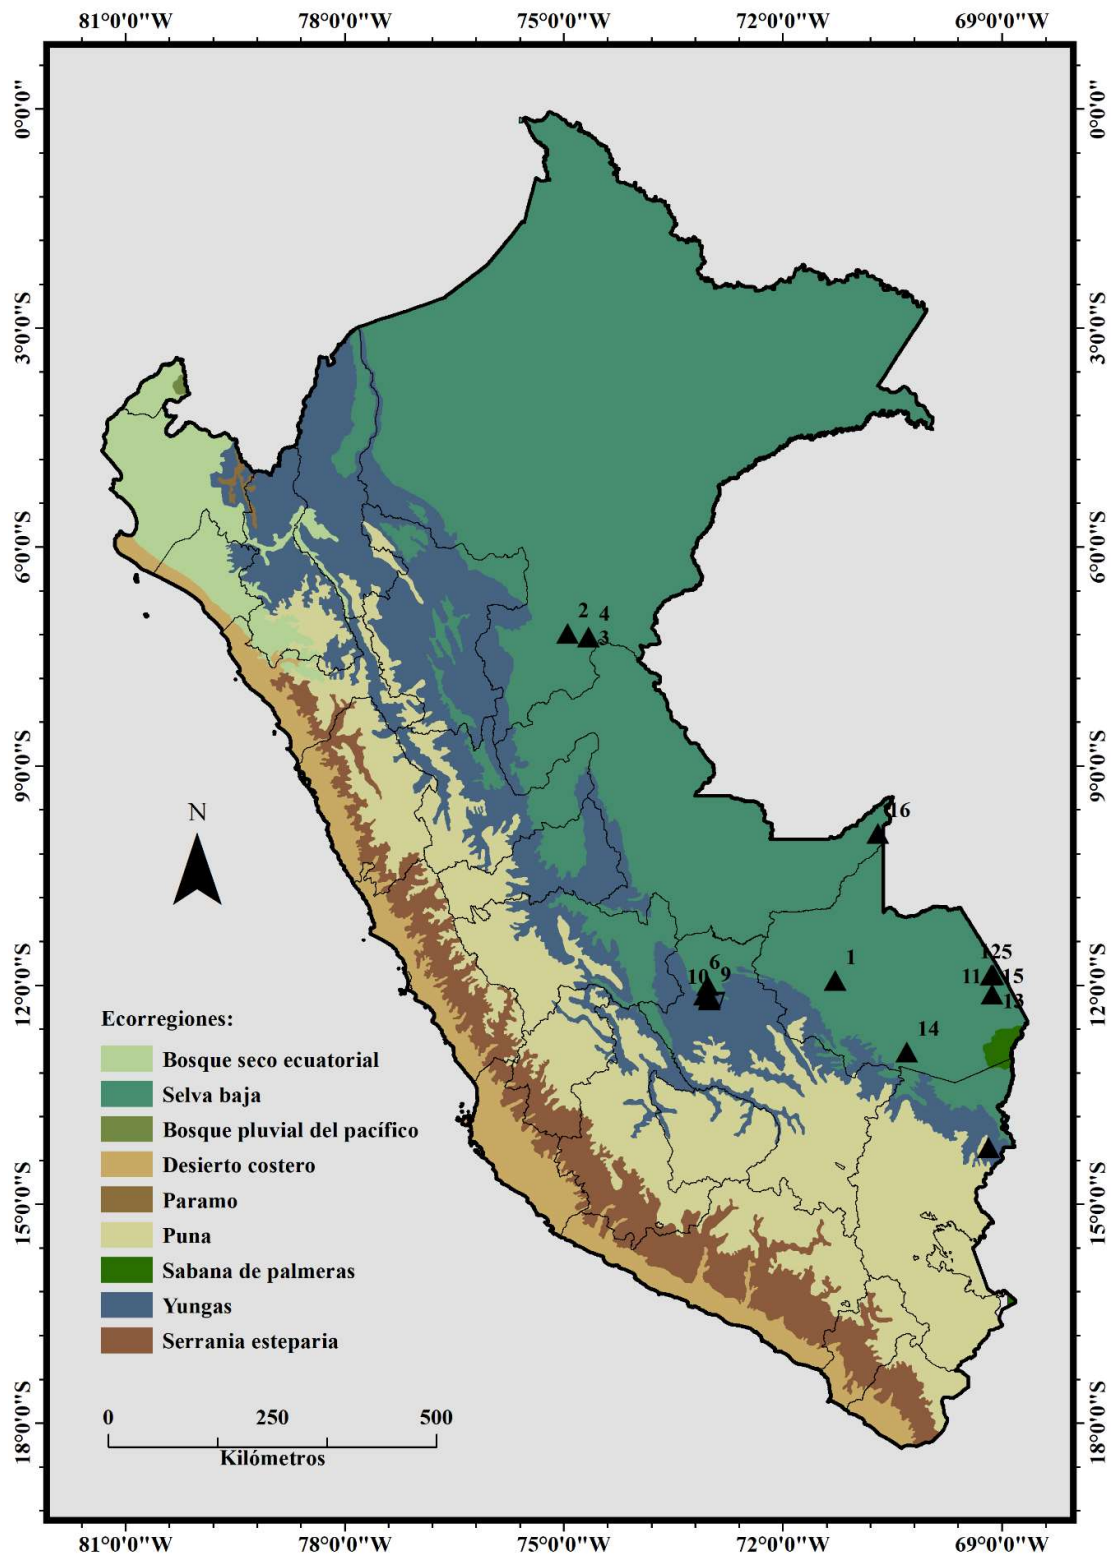 81°0'0"W 78°0'0"W 75°0'0"W 72°0'0"W 69°0'0"W
0°0'0" 0°0'0"
3°0'0"S 3°0'0"S
6°0'0"S 6°0'0"S
2 4
3
9°0'0"S 9°0'0"S
16
N
125
6 1
10 9 11 15
7 13
12°0'0"S 12°0'0"S
14
Ecorregiones:
Bosque seco ecuatorial
Selva baja
Bosque pluvial del pacífico
Desierto costero
Paramo
Puna
Sabana de palmeras
Yungas
Serrania esteparia
15°0'0"S 15°0'0"S
0 250 500
Kilómetros
18°0'0"S 18°0'0"S
81°0'0"W 78°0'0"W 75°0'0"W 72°0'0"W 69°0'0"W